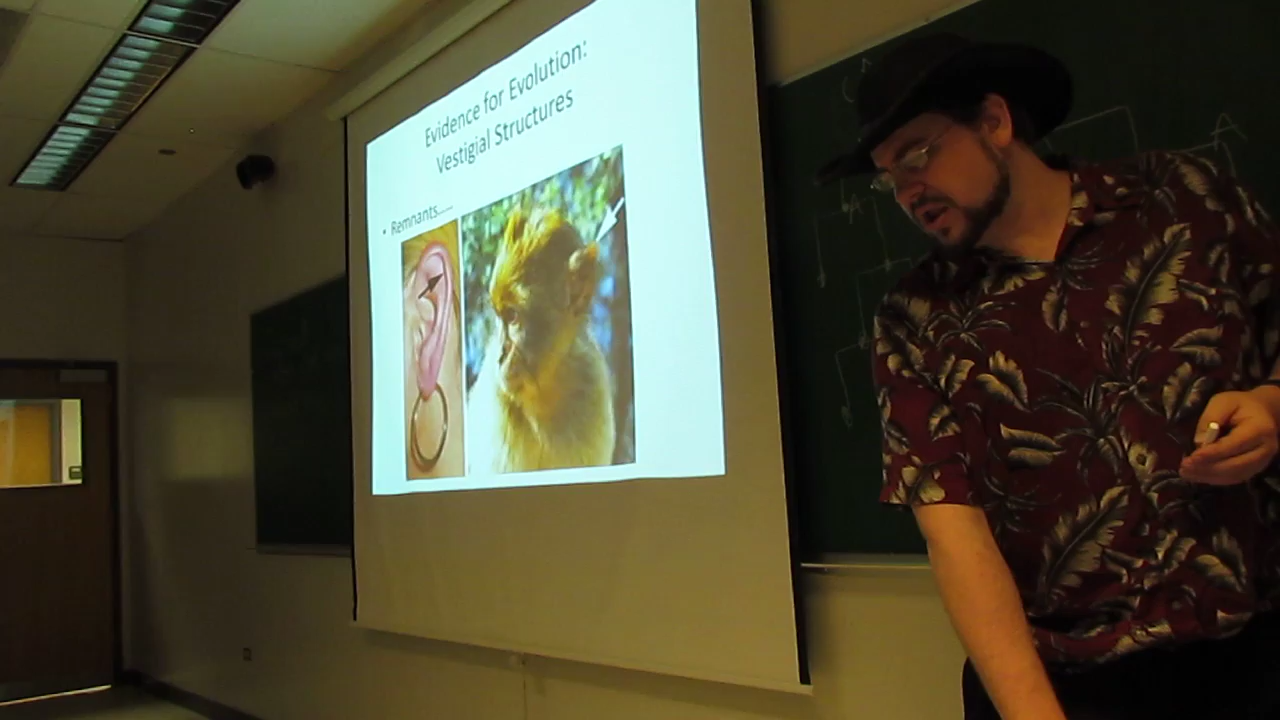 Evidence for Evolution:
Vestigial Structures
• Remnants.....
A
A
A